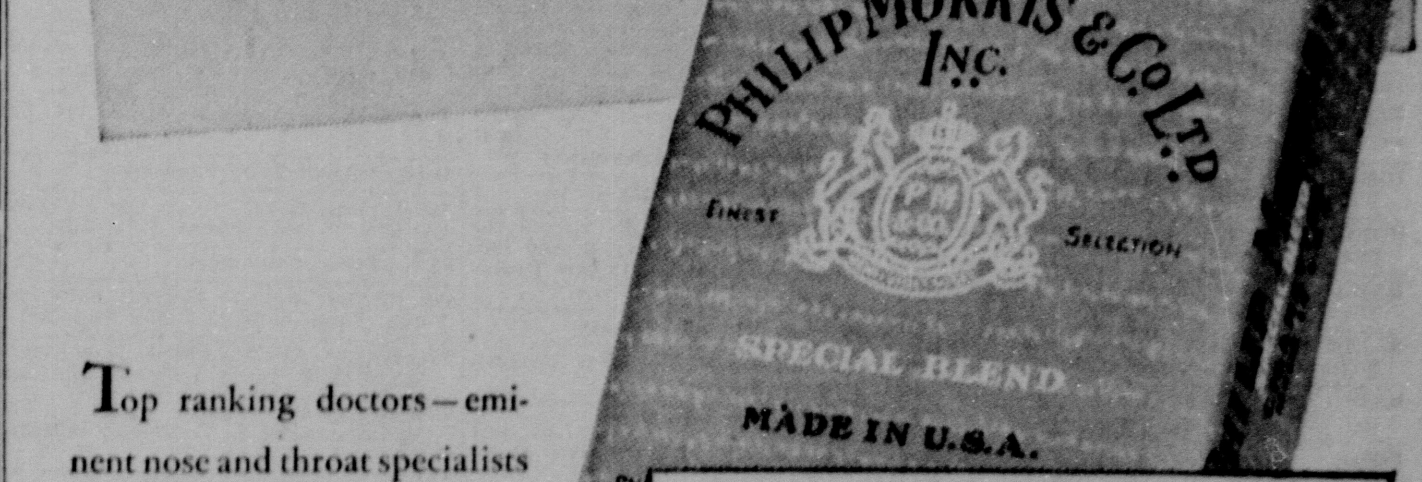 PHILIP MORRIS & CO. LTD
INC.
P M
& CO.
FINEST
SELECTION
SPECIAL BLEND
MADE IN U.S.A.
Top ranking doctors—emi-
nent nose and throat specialists